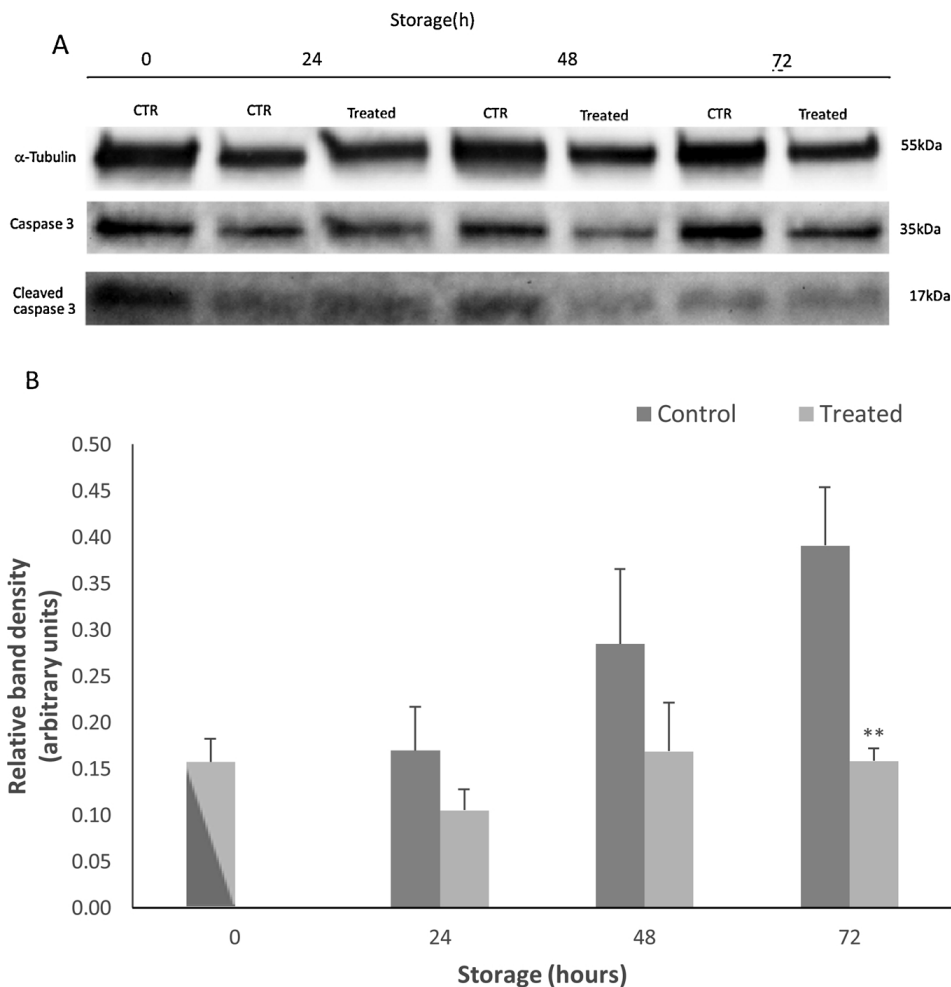 Storage(h)
A
0 24 48 72
CTR CTR Treated CTR Treated CTR Treated
α-Tubulin 55kDa
Caspase 3 35kDa
Cleaved
caspase 3 17kDa
B
Control Treated
0.50
0.45
0.40
0.35
0.30
0.25
0.20
0.15
0.10
0.05
0.00
Relative band density
(arbitrary units)
**
0 24 48 72
Storage (hours)